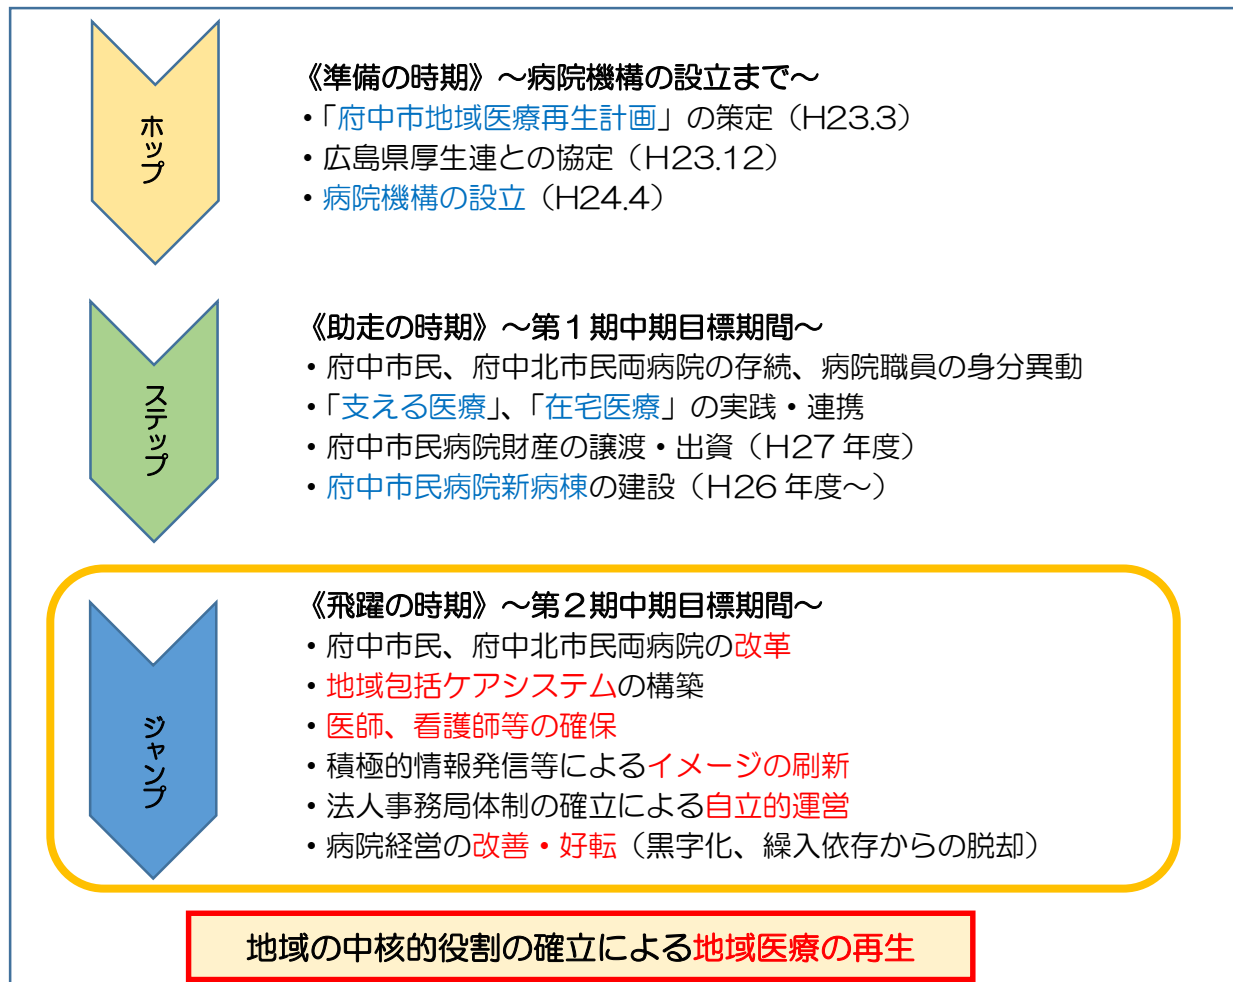 ホップ
《準備の時期》～病院機構の設立まで～
・「府中市地域医療再生計画」の策定（H23.3）
・広島県厚生連との協定（H23.12）
・病院機構の設立（H24.4）
ステップ
《助走の時期》～第１期中期目標期間～
・府中市民、府中北市民両病院の存続、病院職員の身分異動
・「支える医療」、「在宅医療」の実践・連携
・府中市民病院財産の譲渡・出資（H27 年度）
・府中市民病院新病棟の建設（H26 年度～）
ジャンプ
《飛躍の時期》～第２期中期目標期間～
・府中市民、府中北市民両病院の改革
・地域包括ケアシステムの構築
・医師、看護師等の確保
・積極的情報発信等によるイメージの刷新
・法人事務局体制の確立による自立的運営
・病院経営の改善・好転（黒字化、繰入依存からの脱却）
地域の中核的役割の確立による地域医療の再生